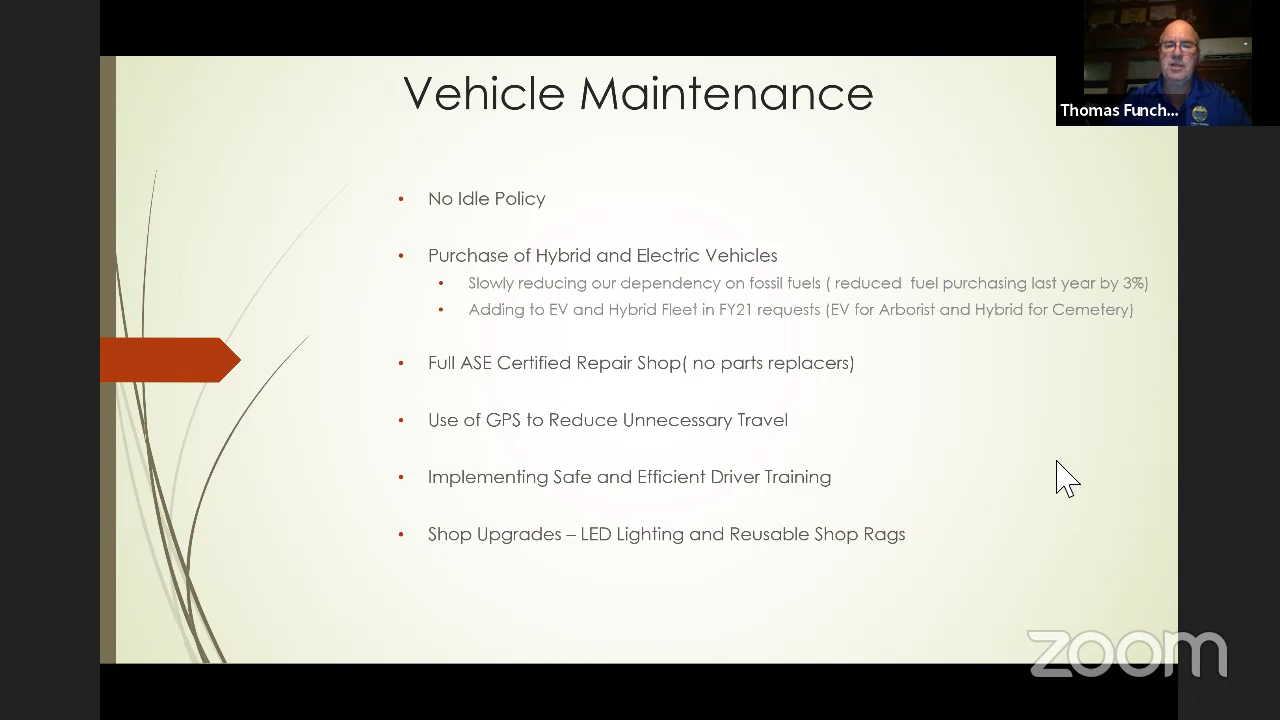 Vehicle Maintenance
Thomas Funch...
• No Idle Policy
• Purchase of Hybrid and Electric Vehicles
• Slowly reducing our dependency on fossil fuels ( reduced  fuel purchasing last year by 3%)
• Adding to EV and Hybrid Fleet in FY21 requests (EV for Arborist and Hybrid for Cemetery)
• Full ASE Certified Repair Shop( no parts replacers)
• Use of GPS to Reduce Unnecessary Travel
• Implementing Safe and Efficient Driver Training
• Shop Upgrades – LED Lighting and Reusable Shop Rags
zoom